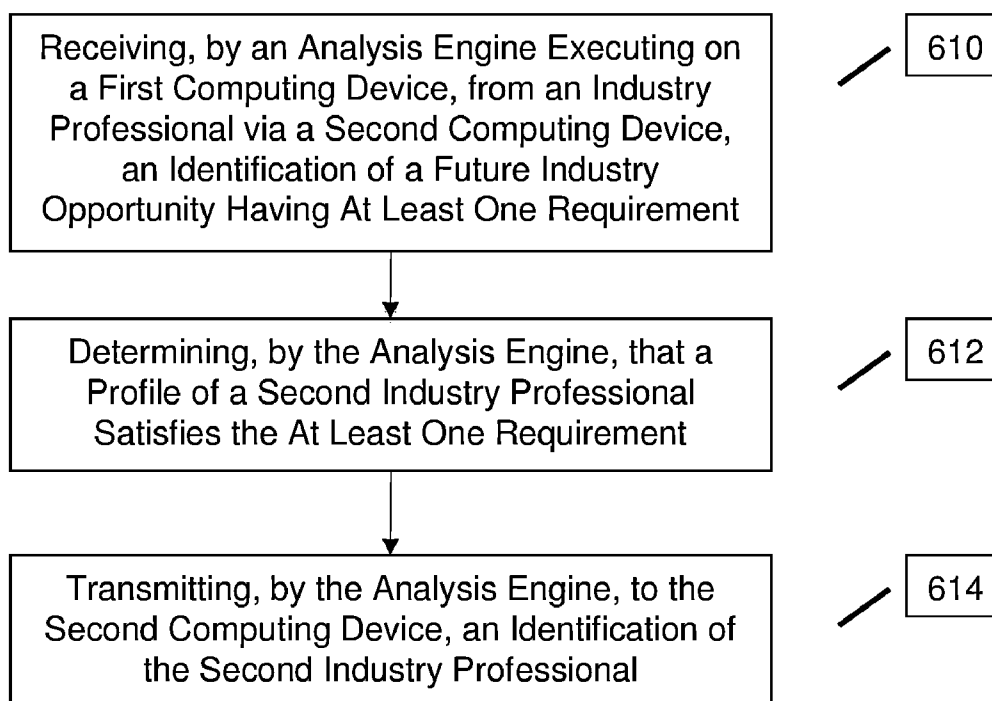 Receiving, by an Analysis Engine Executing on
a First Computing Device, from an Industry
Professional via a Second Computing Device,
an Identification of a Future Industry
Opportunity Having At Least One Requirement
610
Determining, by the Analysis Engine, that a
Profile of a Second Industry Professional
Satisfies the At Least One Requirement
612
Transmitting, by the Analysis Engine, to the
Second Computing Device, an Identification of
the Second Industry Professional
614